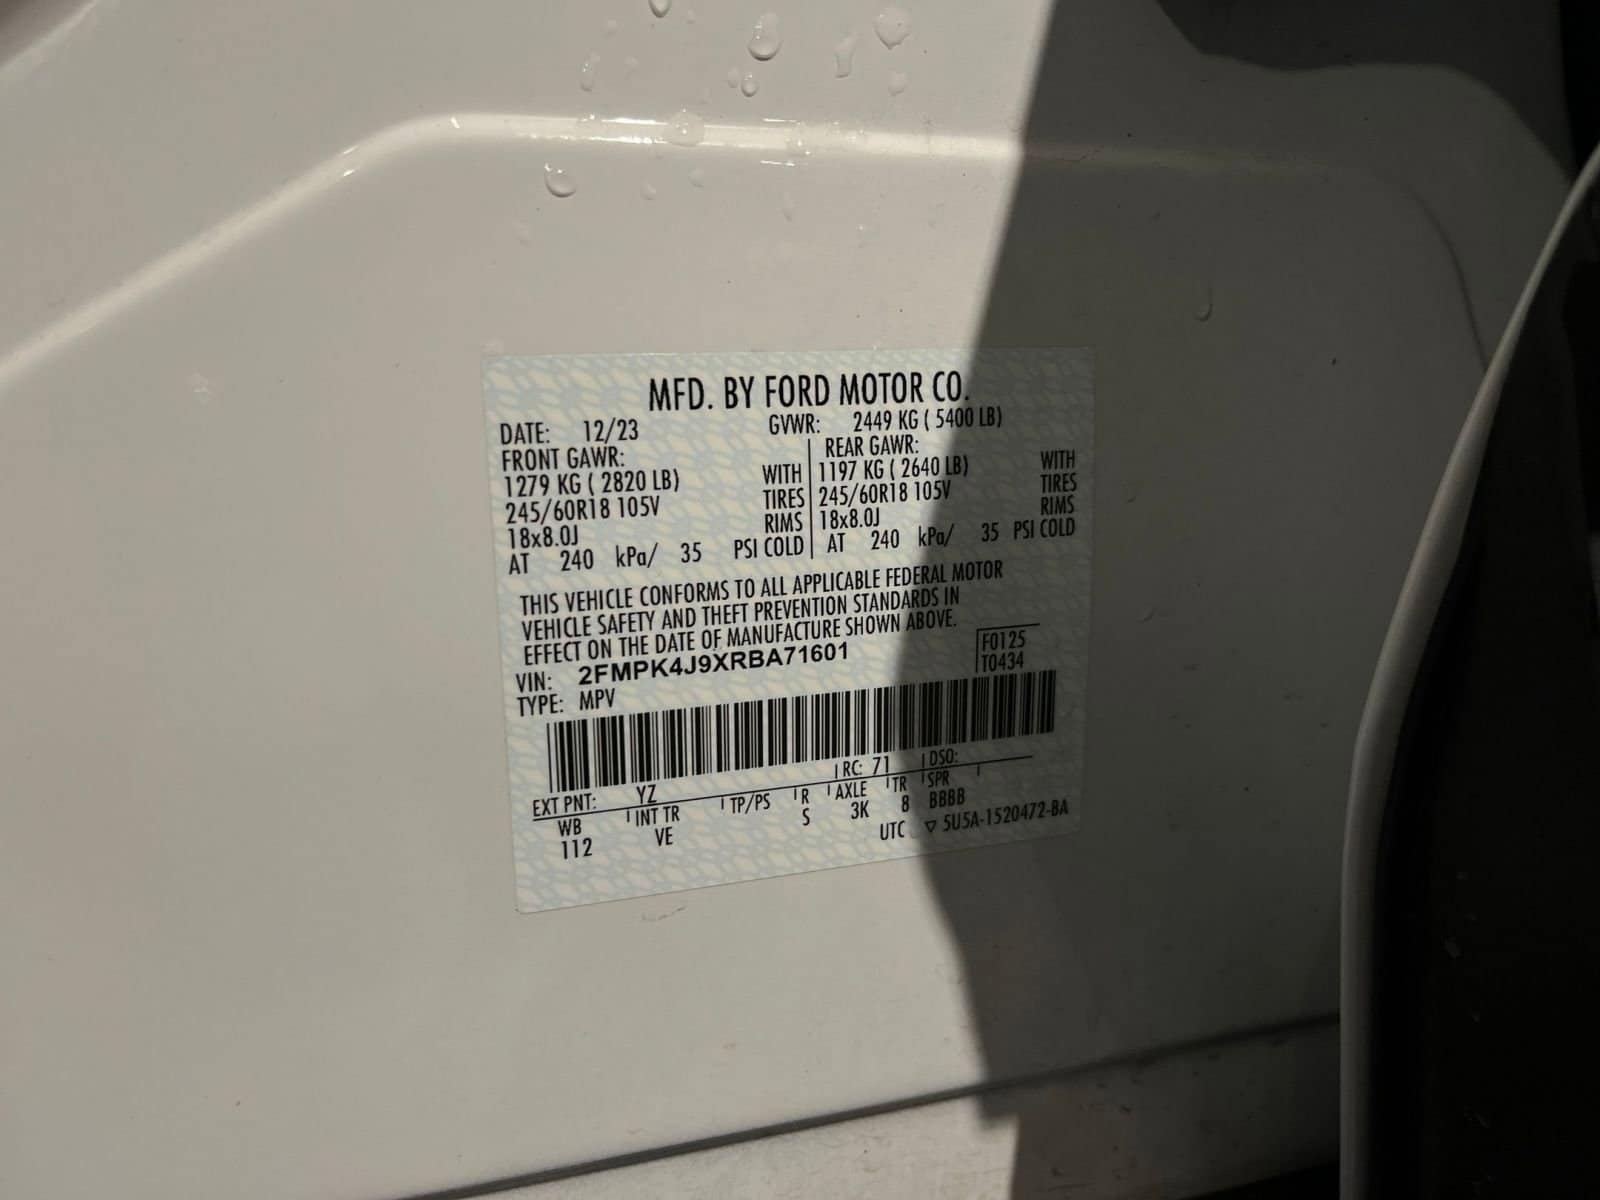 MFD. BY FORD MOTOR CO.
DATE: 12/23 GVWR: 2449 KG ( 5400 LB)
FRONT GAWR: REAR GAWR:
1279 KG ( 2820 LB) WITH 1197 KG ( 2640 LB) WITH
245/60R18 105V TIRES 245/60R18 105V TIRES
18x8.0J RIMS 18x8.0J RIMS
AT 240 kPa/ 35 PSI COLD AT 240 kPa/ 35 PSI COLD
THIS VEHICLE CONFORMS TO ALL APPLICABLE FEDERAL MOTOR
VEHICLE SAFETY AND THEFT PREVENTION STANDARDS IN
EFFECT ON THE DATE OF MANUFACTURE SHOWN ABOVE.
VIN: 2FMPK4J9XRBA71601 F0125
TYPE: MPV T0434
EXT PNT: YZ RC: 71 DSO:
WB INT TR TP/PS R AXLE TR SPR
112 VE S 3K 8 BBBB
UTC ▽ 5U5A-1520472-BA